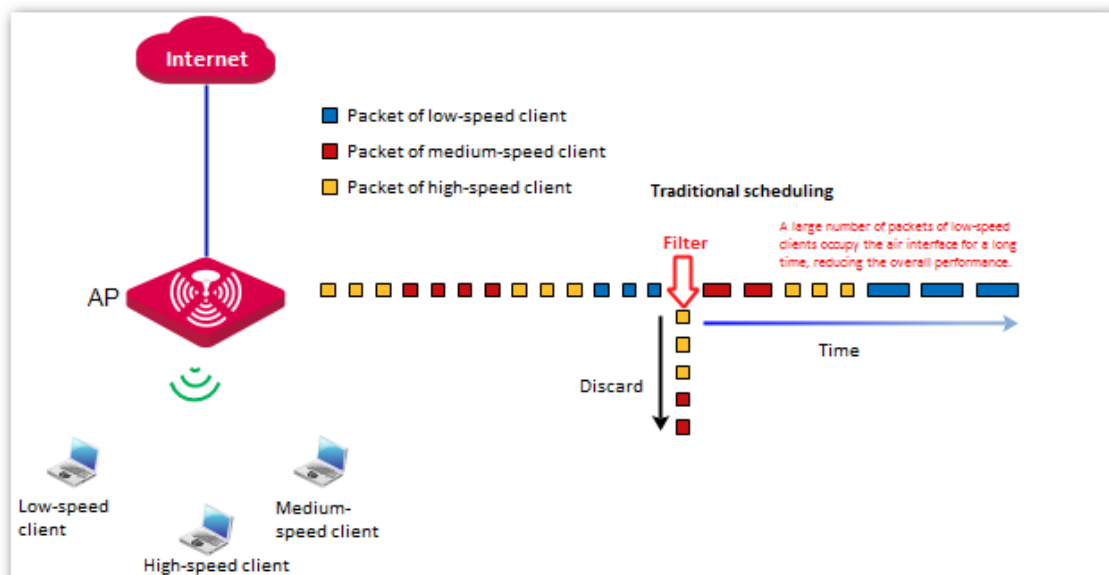 Internet
Packet of low-speed client
Packet of medium-speed client
Packet of high-speed client
Traditional scheduling
A large number of packets of low-speed
clients occupy the air interface for a long
time, reducing the overall performance.
Filter
AP
Time
Discard
Low-speed
client
Medium-
speed client
High-speed client